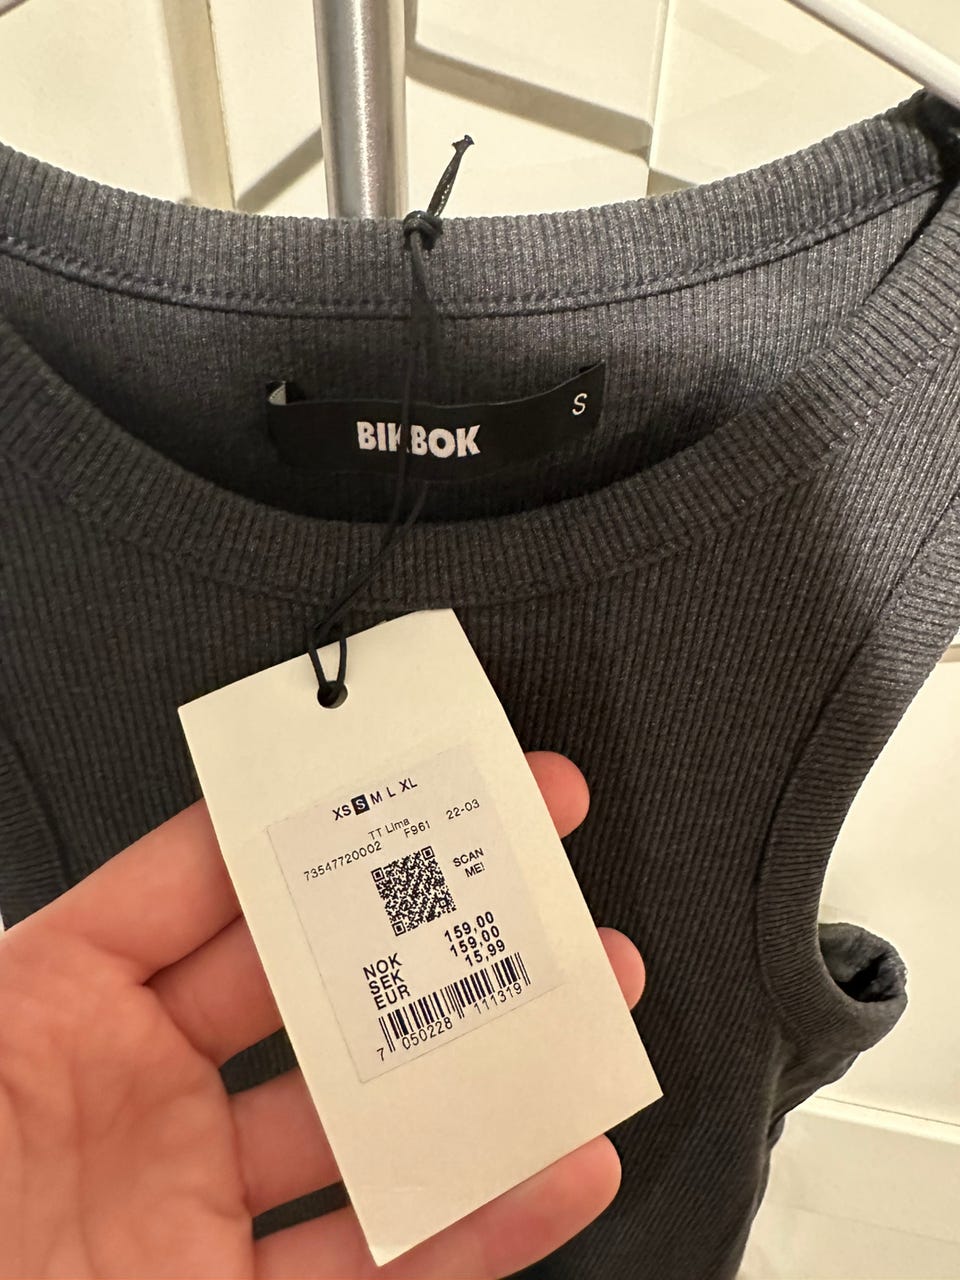 BIKBOK
S
XS S M L XL
TT Lima
73547720002 F961 22-03
SCAN
ME!
NOK 159,00
SEK 159,00
EUR 15,99
7 050228 111319